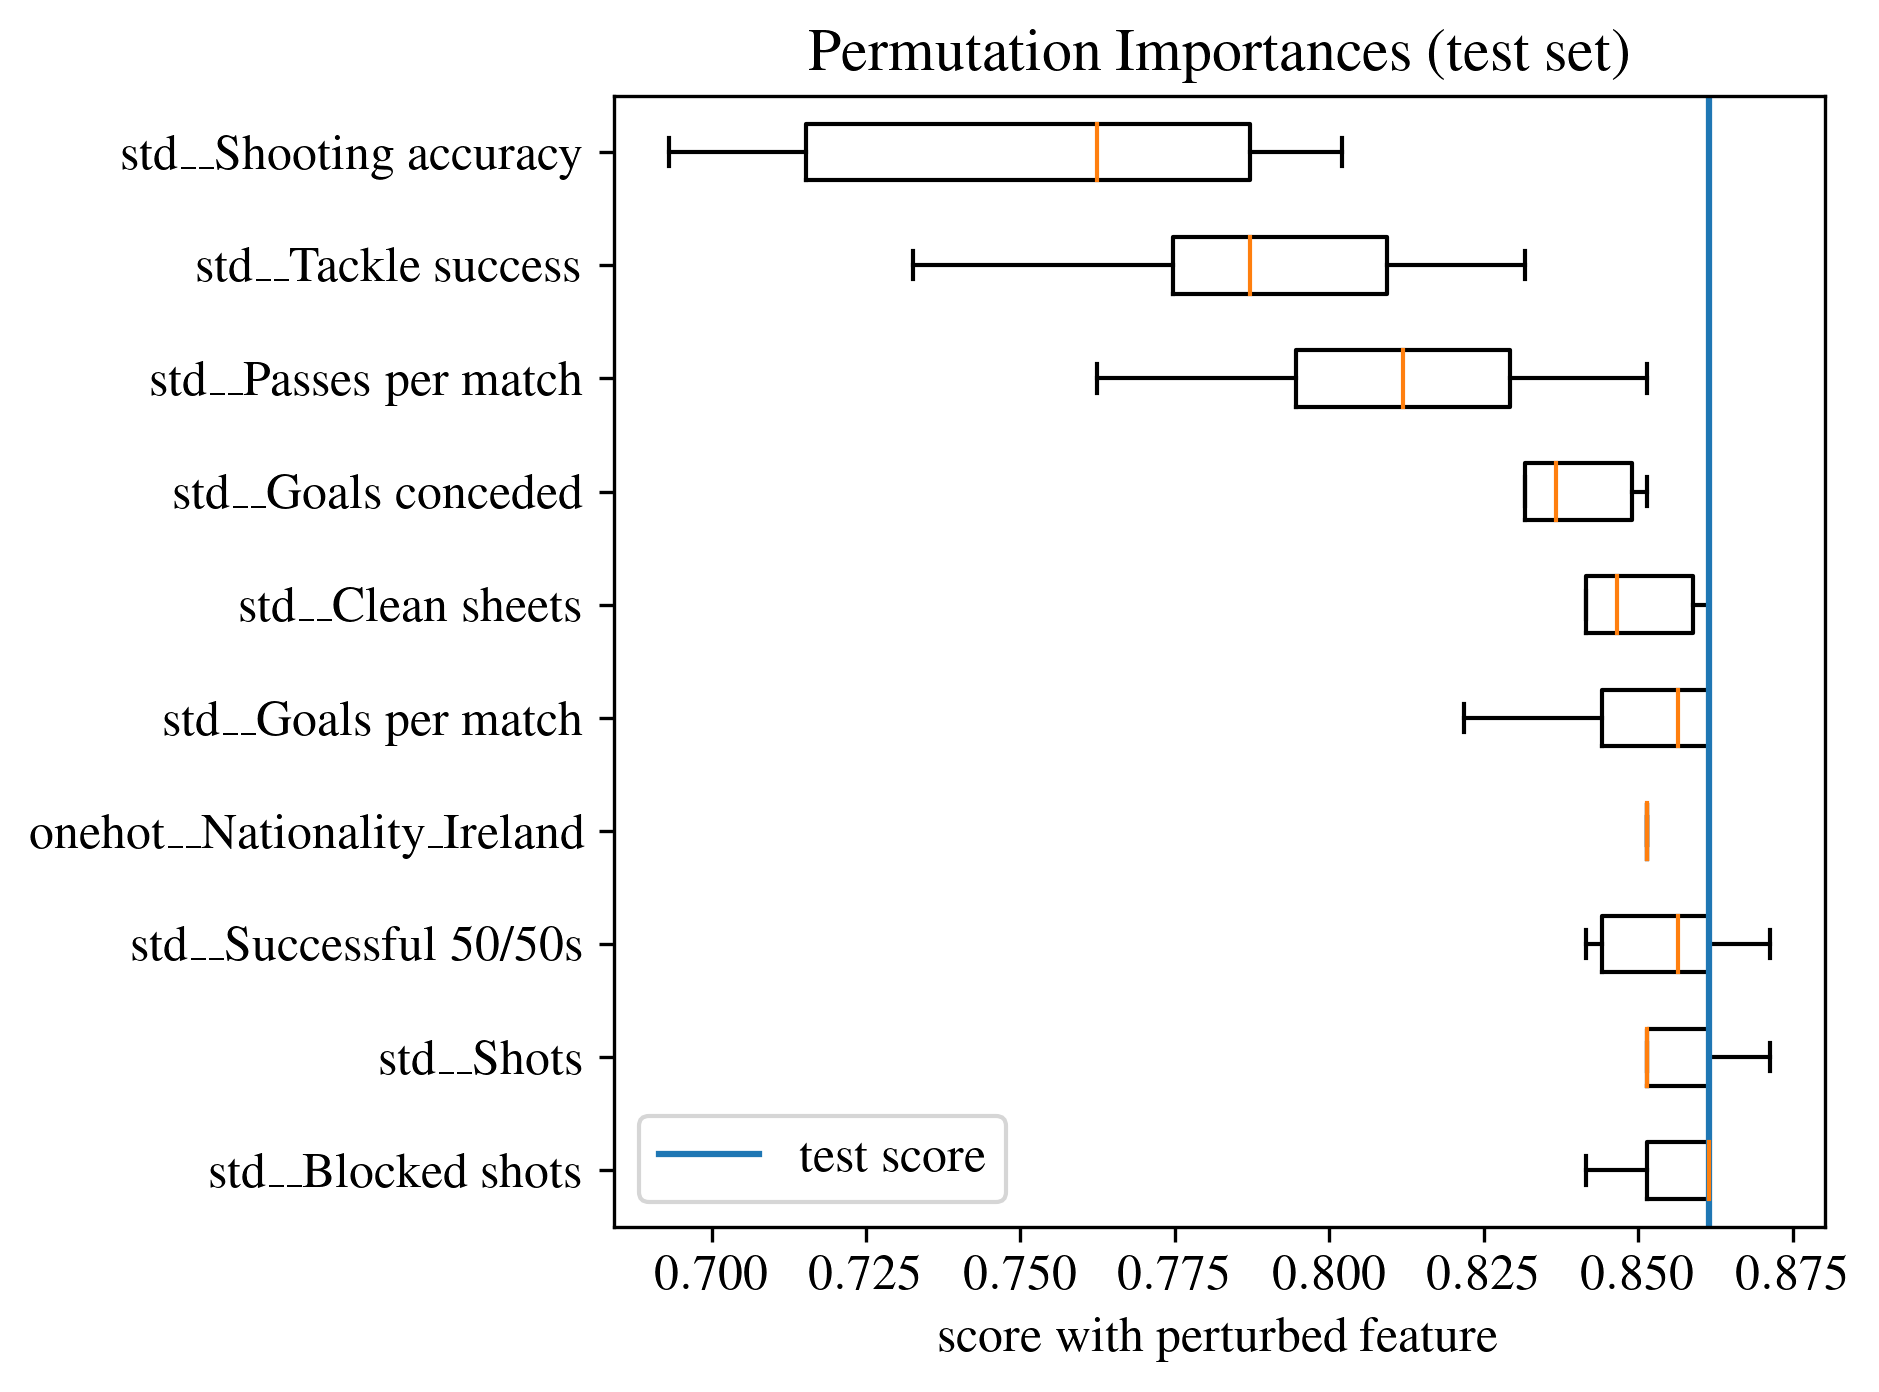 Permutation Importances (test set)
std__Shooting accuracy
std__Tackle success
std__Passes per match
std__Goals conceded
std__Clean sheets
std__Goals per match
onehot__Nationality_Ireland
std__Successful 50/50s
std__Shots
std__Blocked shots
test score
0.700 0.725 0.750 0.775 0.800 0.825 0.850 0.875
score with perturbed feature